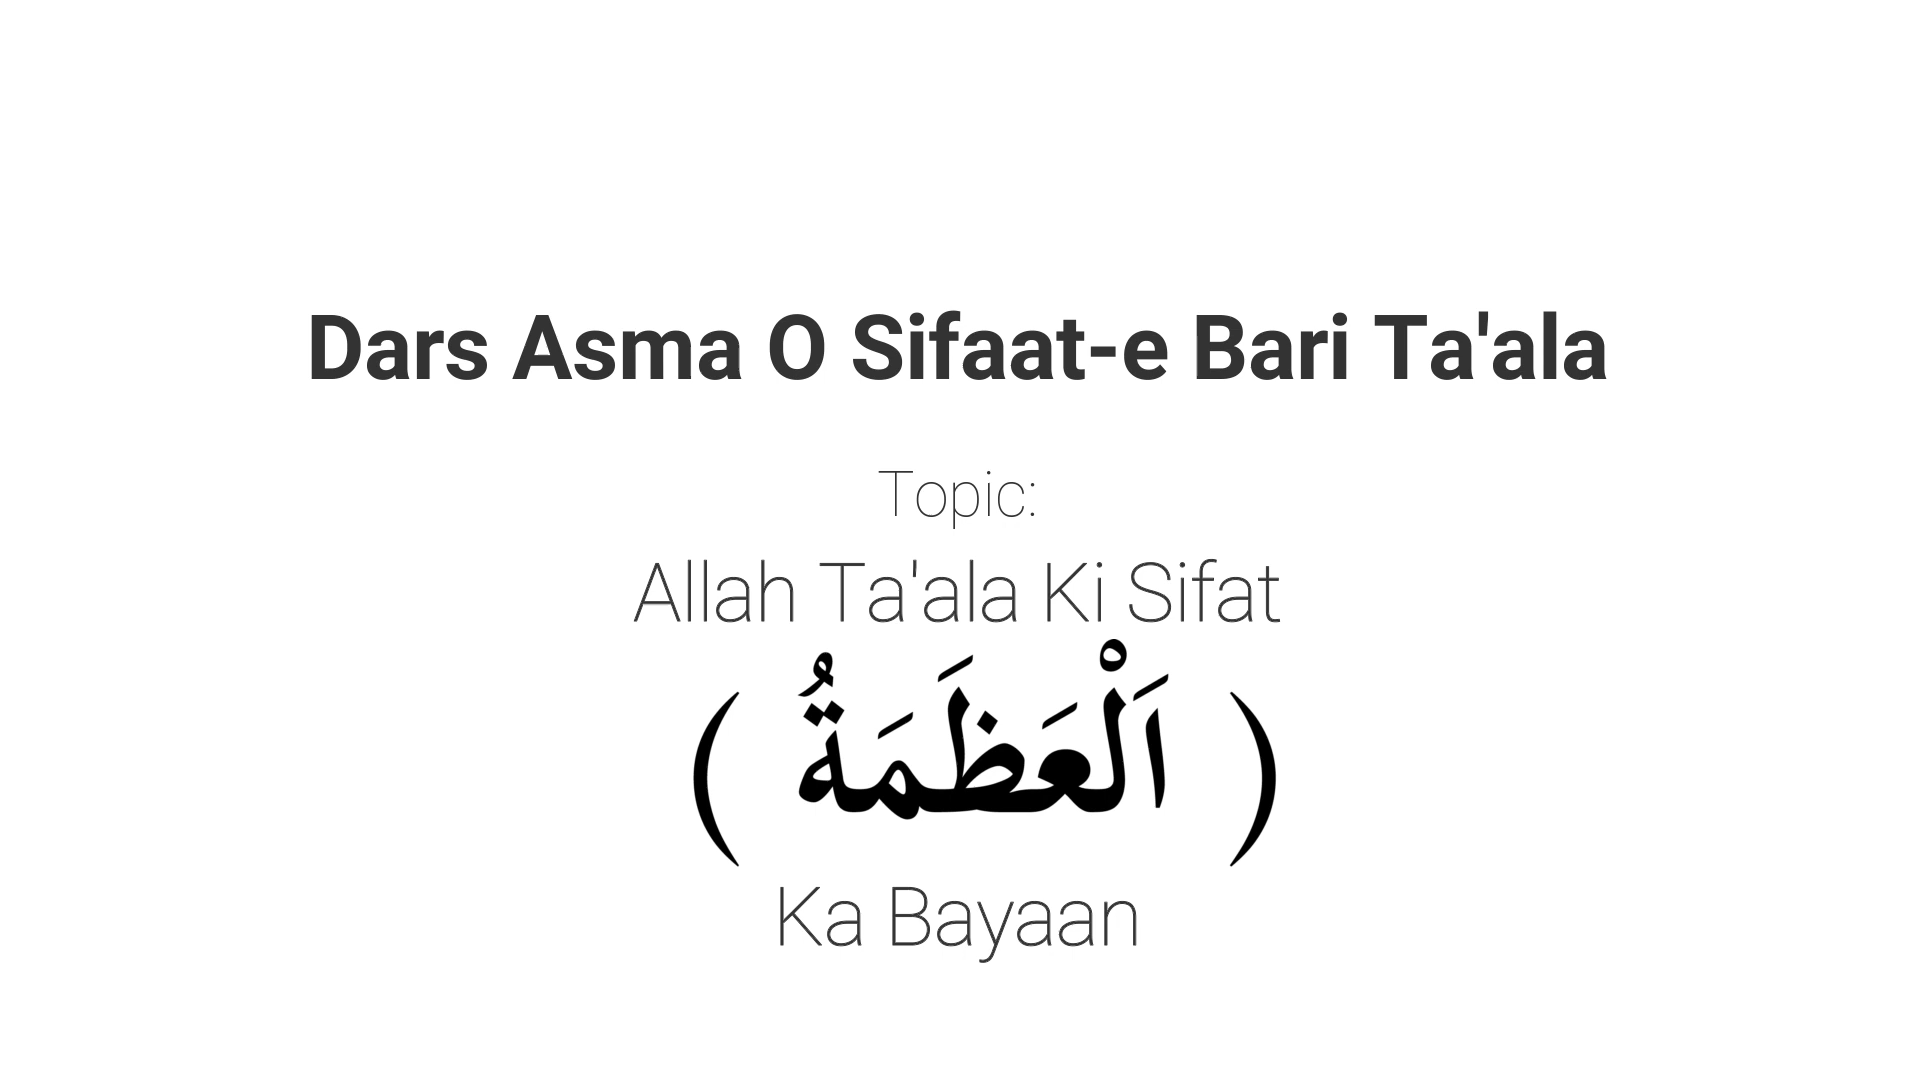 Dars Asma O Sifaat-e Bari Ta'ala
Topic:
Allah Ta'ala Ki Sifat
( اَلْعَظَمَةُ )
Ka Bayaan